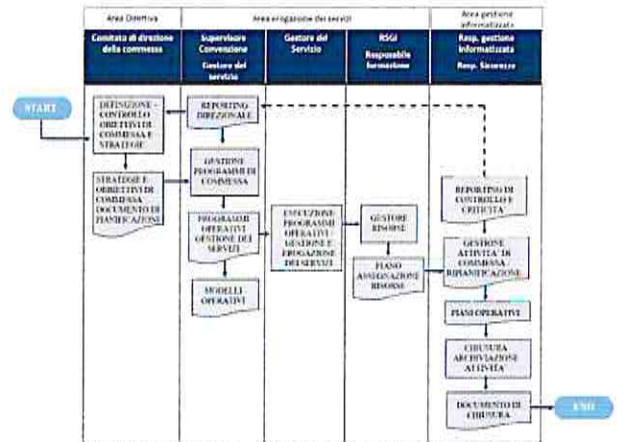 Area Direttiva
Area erogazione dei servizi
Area gestione
informatizzata
Comitato di direzione
della commessa
Supervisore
Convenzione
Gestore del
servizio
Gestore del
Servizio
RSGI
Responsabile
formazione
Resp. gestione
informatizzata
Resp. Sicurezza
START
DEFINIZIONE -
CONTROLLO
OBIETTIVI DI
COMMESSA E
STRATEGIE
REPORTING
DIREZIONALE
GESTIONE
PROGRAMMI DI
COMMESSA
STRATEGIE E
OBIETTIVI DI
COMMESSA
DOCUMENTO DI
PIANIFICAZIONE
REPORTING DI
CONTROLLO E
CRITICITA'
PROGRAMMI
OPERATIVI
GESTIONE DEI
SERVIZI
ESECUZIONE
PROGRAMMI
OPERATIVI
GESTIONE E
EROGAZIONE
DEI SERVIZI
GESTORE
RISORSE
GESTIONE
ATTIVITA' DI
COMMESSA
RIPIANIFICAZIONE
PIANO
ASSEGNAZIONE
RISORSE
MODELLI
OPERATIVI
PIANI OPERATIVI
CHIUSURA
ARCHIVIAZIONE
ATTIVITA'
DOCUMENTO DI
CHIUSURA
END